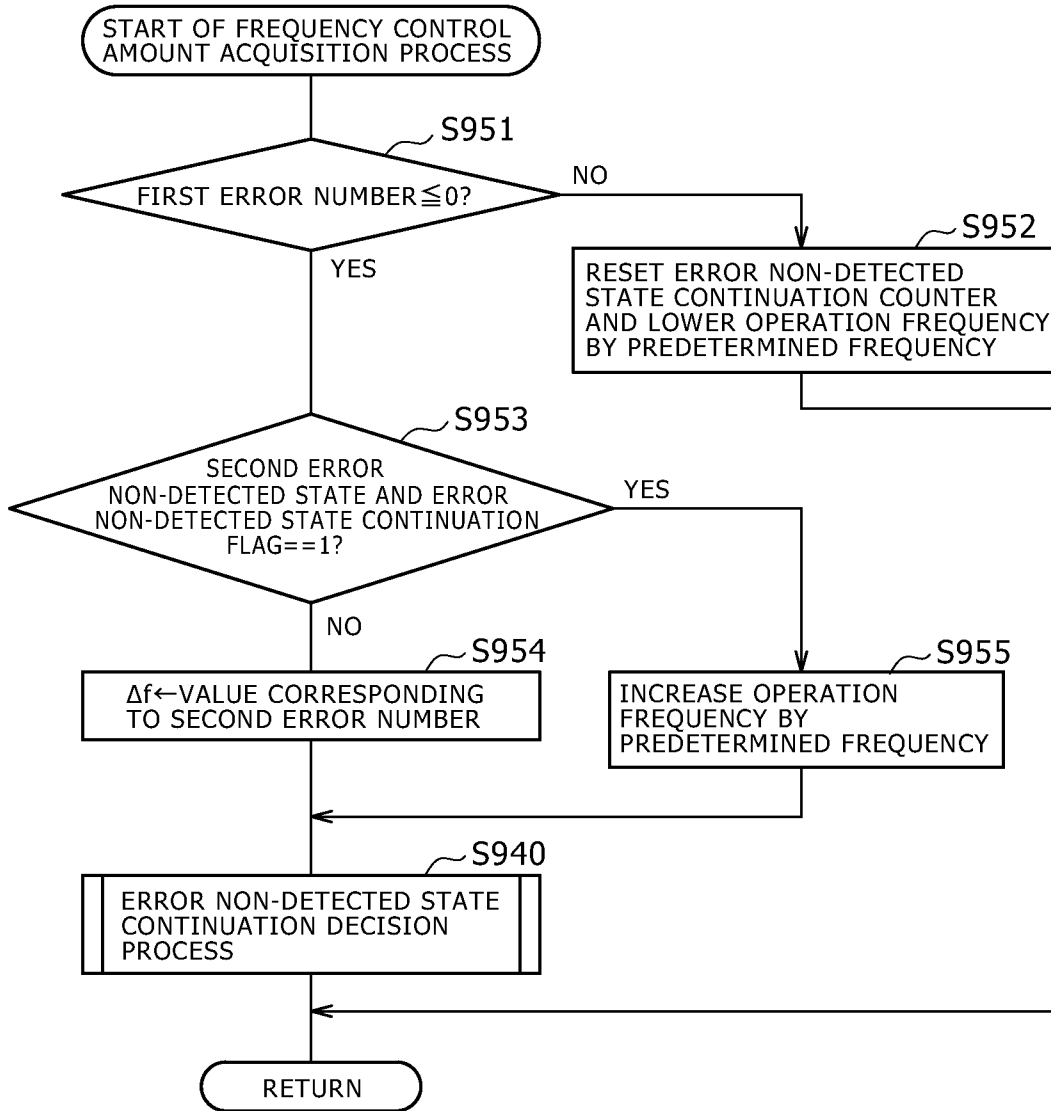 START OF FREQUENCY CONTROL
AMOUNT ACQUISITION PROCESS
S951
FIRST ERROR NUMBER≦0?
NO
YES
S952
RESET ERROR NON-DETECTED
STATE CONTINUATION COUNTER
AND LOWER OPERATION FREQUENCY
BY PREDETERMINED FREQUENCY
S953
SECOND ERROR
NON-DETECTED STATE AND ERROR
NON-DETECTED STATE CONTINUATION
FLAG==1?
YES
NO
S954
Δf←VALUE CORRESPONDING
TO SECOND ERROR NUMBER
S955
INCREASE OPERATION
FREQUENCY BY
PREDETERMINED FREQUENCY
S940
ERROR NON-DETECTED STATE
CONTINUATION DECISION
PROCESS
RETURN